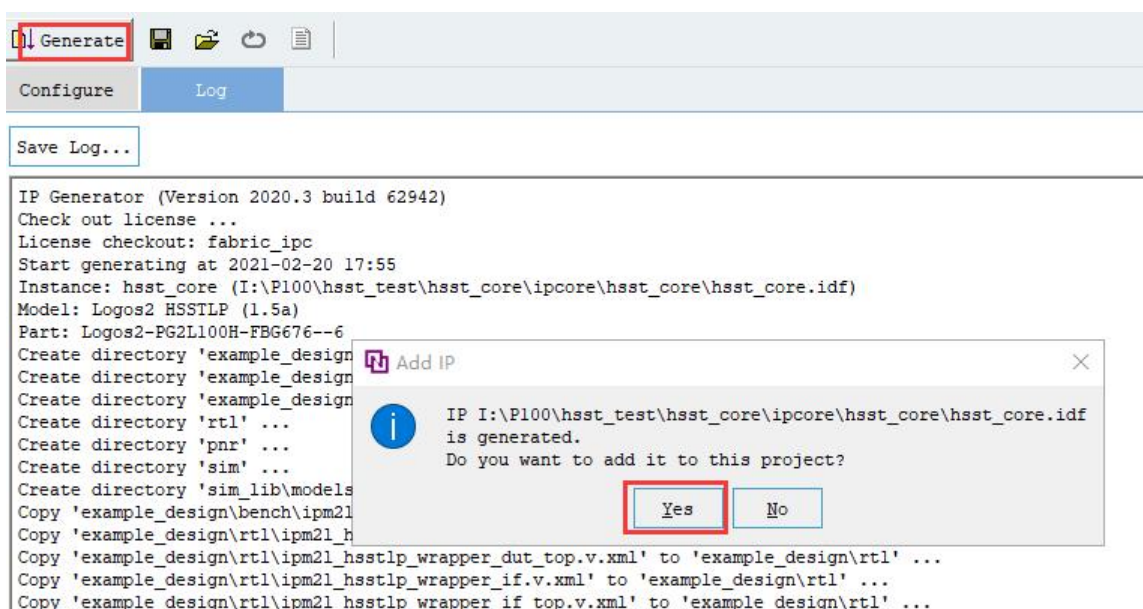 Generate
Configure
Log
Save Log...
IP Generator (Version 2020.3 build 62942)
Check out license ...
License checkout: fabric_ipc
Start generating at 2021-02-20 17:55
Instance: hsst_core (I:\P100\hsst_test\hsst_core\ipcore\hsst_core\hsst_core.idf)
Model: Logos2 HSSTLP (1.5a)
Part: Logos2-PG2L100H-FBG676--6
Create directory 'example_design
Create directory 'example_design
Create directory 'example_design
Create directory 'rtl' ...
Create directory 'pnr' ...
Create directory 'sim' ...
Create directory 'sim_lib\models
Copy 'example_design\bench\ipm2l
Copy 'example_design\rtl\ipm2l_h
Add IP
IP I:\P100\hsst_test\hsst_core\ipcore\hsst_core\hsst_core.idf
is generated.
Do you want to add it to this project?
Yes
No
Copy 'example_design\rtl\ipm2l_hsstlp_wrapper_dut_top.v.xml' to 'example_design\rtl' ...
Copy 'example_design\rtl\ipm2l_hsstlp_wrapper_if.v.xml' to 'example_design\rtl' ...
Copy 'example_design\rtl\ipm2l_hsstlp_wrapper_if_top.v.xml' to 'example_design\rtl' ...